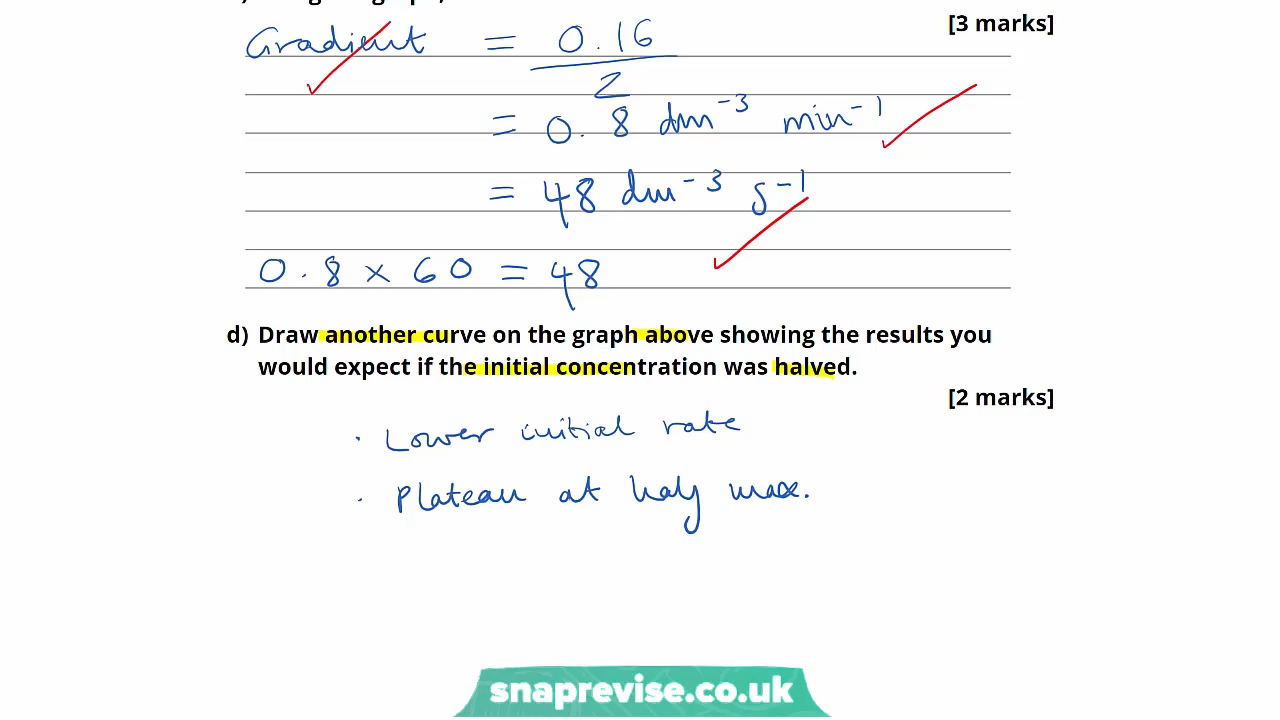 [3 marks]
Gradient = 0.16
2
= 0.8 dm⁻³ min⁻¹
= 48 dm⁻³ s⁻¹
0.8 × 60 = 48
d) Draw another curve on the graph above showing the results you
would expect if the initial concentration was halved.
[2 marks]
· Lower initial rate
· Plateau at half max.
snaprevise.co.uk